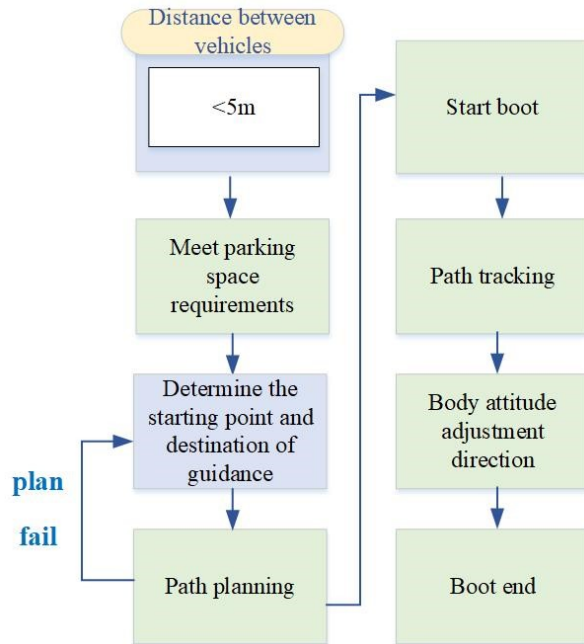 Distance between
vehicles
<5m
Meet parking
space
requirements
Determine the
starting point and
destination of
guidance
plan
fail
Path planning
Start boot
Path tracking
Body attitude
adjustment
direction
Boot end